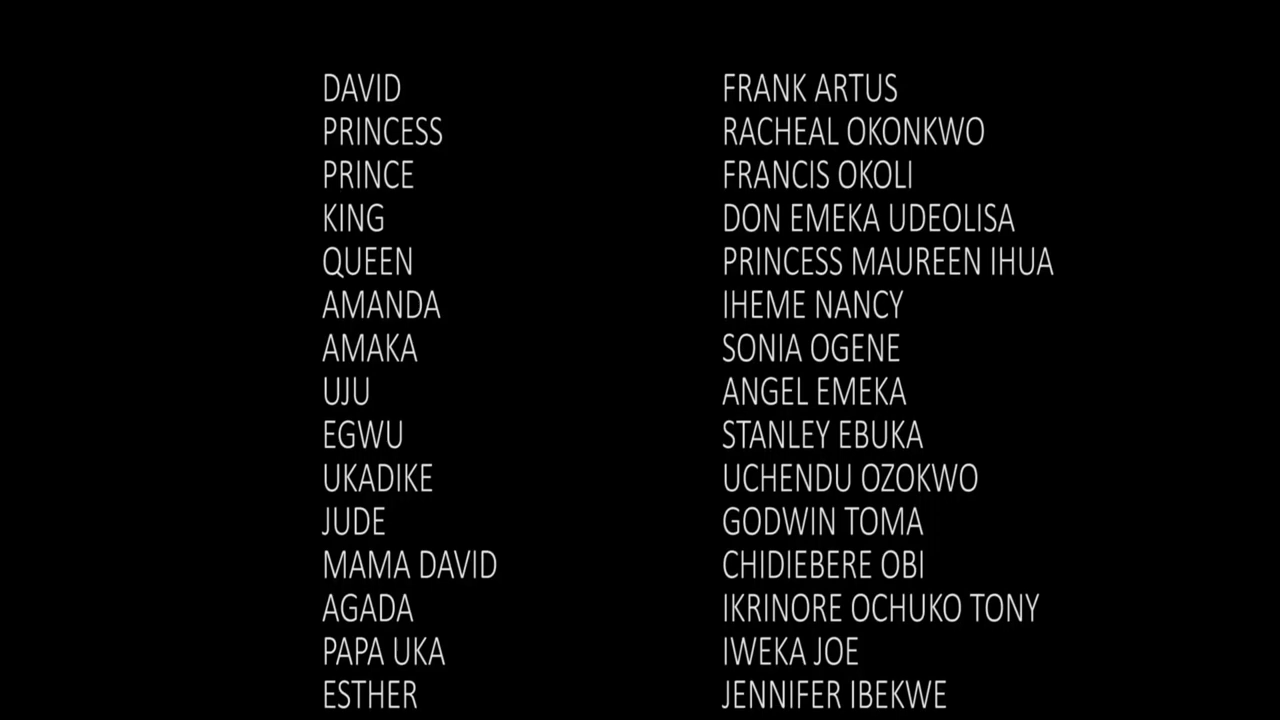 DAVID FRANK ARTUS
PRINCESS RACHEAL OKONKWO
PRINCE FRANCIS OKOLI
KING DON EMEKA UDEOLISA
QUEEN PRINCESS MAUREEN IHUA
AMANDA IHEME NANCY
AMAKA SONIA OGENE
UJU ANGEL EMEKA
EGWU STANLEY EBUKA
UKADIKE UCHENDU OZOKWO
JUDE GODWIN TOMA
MAMA DAVID CHIDIEBERE OBI
AGADA IKRINORE OCHUKO TONY
PAPA UKA IWEKA JOE
ESTHER JENNIFER IBEKWE